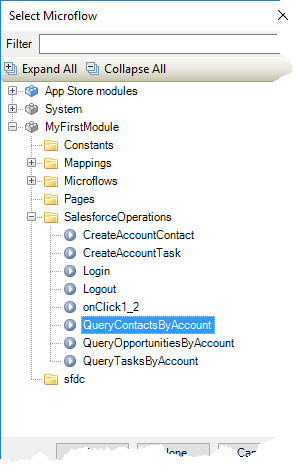 Select Microflow
Filter
Expand All Collapse All
App Store modules
System
MyFirstModule
Constants
Mappings
Microflows
Pages
SalesforceOperations
CreateAccountContact
CreateAccountTask
Login
Logout
onClick1_2
QueryContactsByAccount
QueryOpportunitiesByAccount
QueryTasksByAccount
sfdc